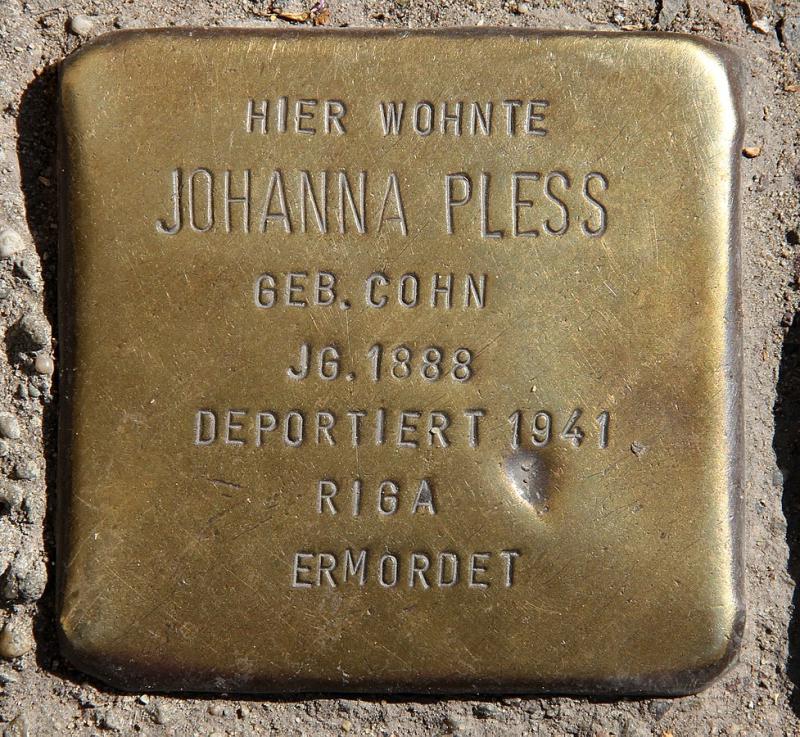 HIER WOHNTE
JOHANNA PLESS
GEB. COHN
JG. 1888
DEPORTIERT 1941
RIGA
ERMORDET